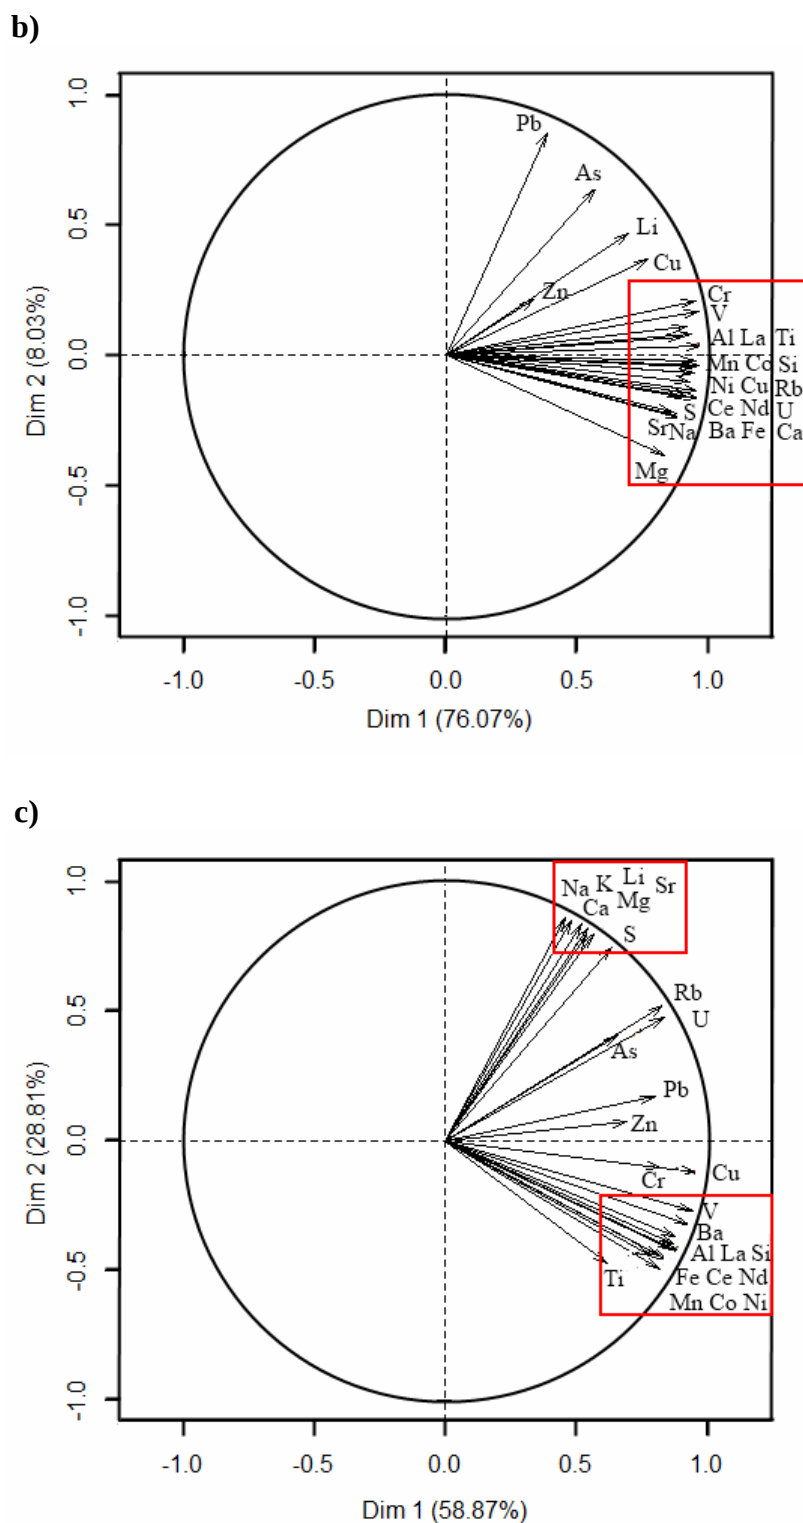 b)
1.0
0.5
0.0
-0.5
-1.0
Dim 2 (8.03%)
Pb
As
Li
Cu
Zn
Cr
V
Al La Ti
Mn Co Si
Ni Cu Rb
S Ce Nd U
Sr Na Ba Fe Ca
Mg
-1.0 -0.5 0.0 0.5 1.0
Dim 1 (76.07%)
c)
1.0
0.5
0.0
-0.5
-1.0
Dim 2 (28.81%)
Na K Li Sr
Ca Mg
S
Rb
U
As
Pb
Zn
Cr Cu
V
Ba
Al La Si
Ti Fe Ce Nd
Mn Co Ni
-1.0 -0.5 0.0 0.5 1.0
Dim 1 (58.87%)